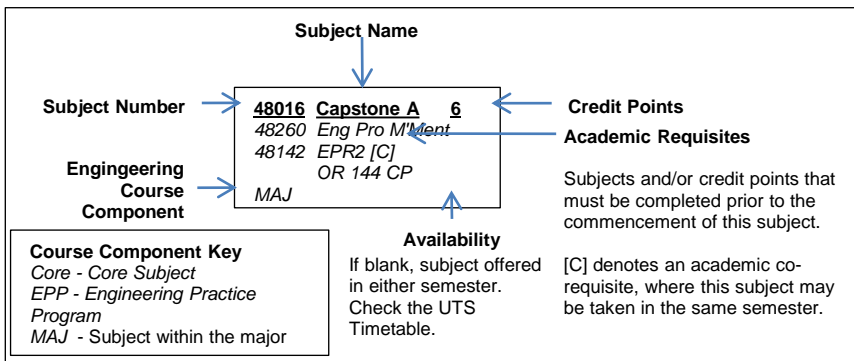 Subject Name
Subject Number
48016 Capstone A 6
48260 Eng Pro M'Ment
48142 EPR2 [C]
OR 144 CP
MAJ
Credit Points
Academic Requisites
Engingeering
Course
Component
Subjects and/or credit points that
must be completed prior to the
commencement of this subject.
[C] denotes an academic co-
requisite, where this subject may
be taken in the same semester.
Availability
If blank, subject offered
in either semester.
Check the UTS
Timetable.
Course Component Key
Core - Core Subject
EPP - Engineering Practice
Program
MAJ - Subject within the major